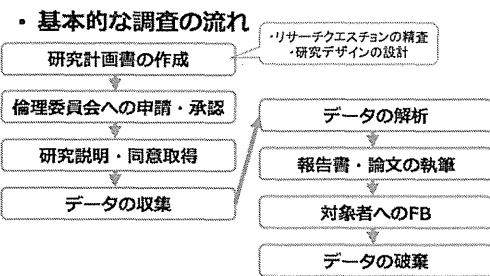 ・基本的な調査の流れ
・リサーチクエスチョンの精査
・研究デザインの設計
研究計画書の作成
倫理委員会への申請・承認
研究説明・同意取得
データの収集
データの解析
報告書・論文の執筆
対象者へのFB
データの破棄